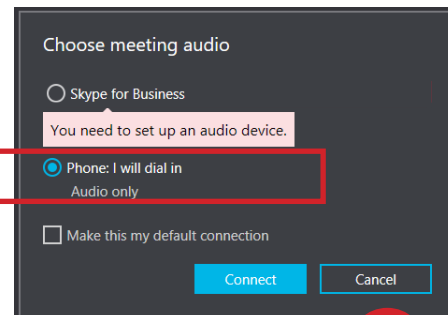 Choose meeting audio
Skype for Business
You need to set up an audio device.
Phone: I will dial in
Audio only
Make this my default connection
Connect Cancel